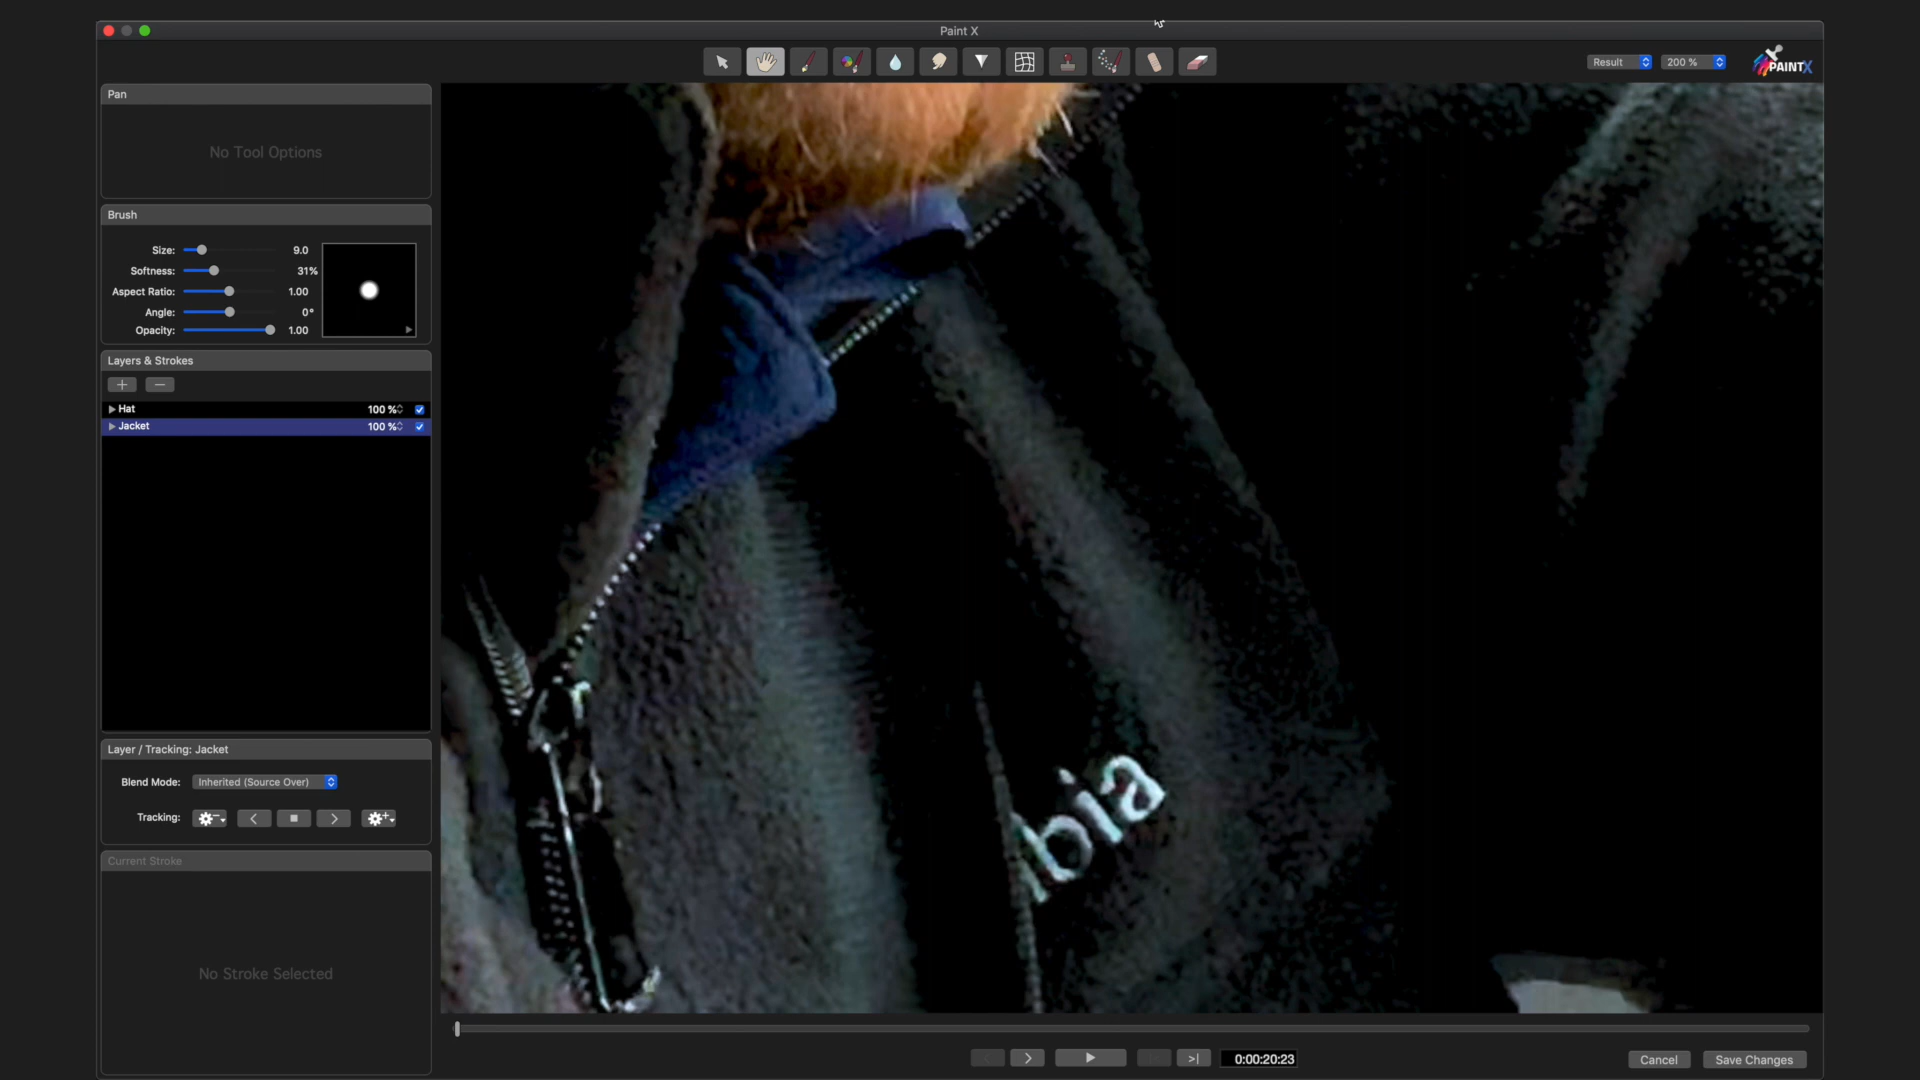 Paint X
Result
200 %
PAINTX
Pan
No Tool Options
Brush
Size: 9.0
Softness: 31%
Aspect Ratio: 1.00
Angle: 0°
Opacity: 1.00
Layers & Strokes
Hat 100 %
Jacket 100 %
Layer / Tracking: Jacket
Blend Mode: Inherited (Source Over)
Tracking:
Current Stroke
No Stroke Selected
bia
0:00:20:23
Cancel
Save Changes